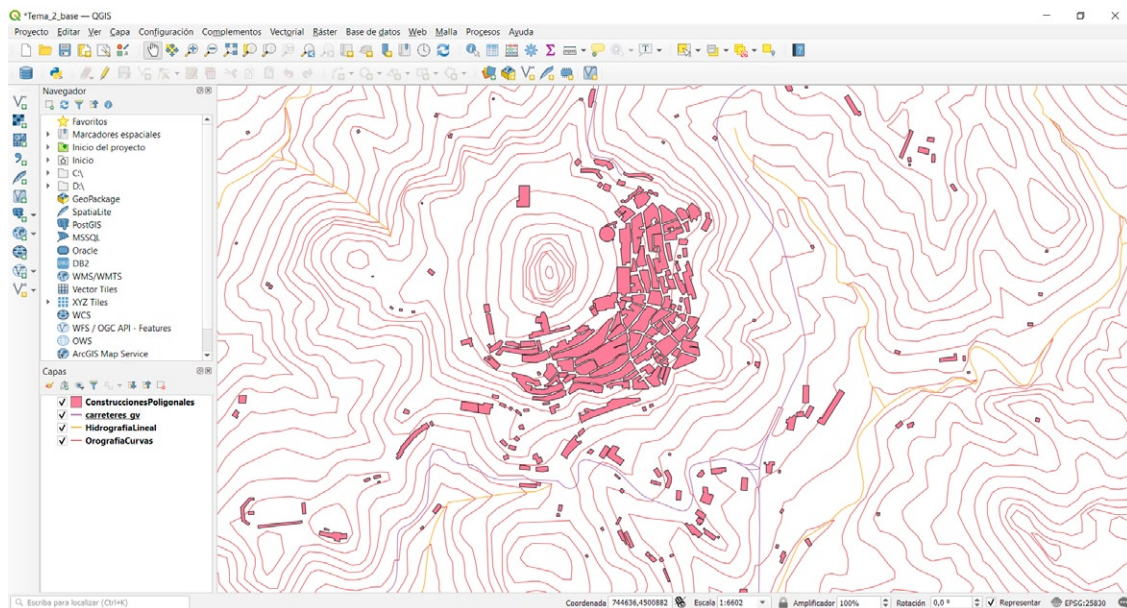 *Tema_2_base — QGIS
Proyecto Editar Ver Capa Configuración Complementos Vectorial Ráster Base de datos Web Malla Procesos Ayuda
Navegador
Favoritos
Marcadores espaciales
Inicio del proyecto
Inicio
C:\
D:\
GeoPackage
SpatiaLite
PostGIS
MSSQL
Oracle
DB2
WMS/WMTS
Vector Tiles
XYZ Tiles
WCS
WFS / OGC API - Features
OWS
ArcGIS Map Service
Capas
ConstruccionesPoligonales
carreteres_gv
HidrografiaLineal
OrografiaCurvas
Escriba para localizar (Ctrl+K) Coordenada 744636,4500882 Escala 1:6602 Amplificador 100% Rotación 0,0 ° Representar EPSG:25830